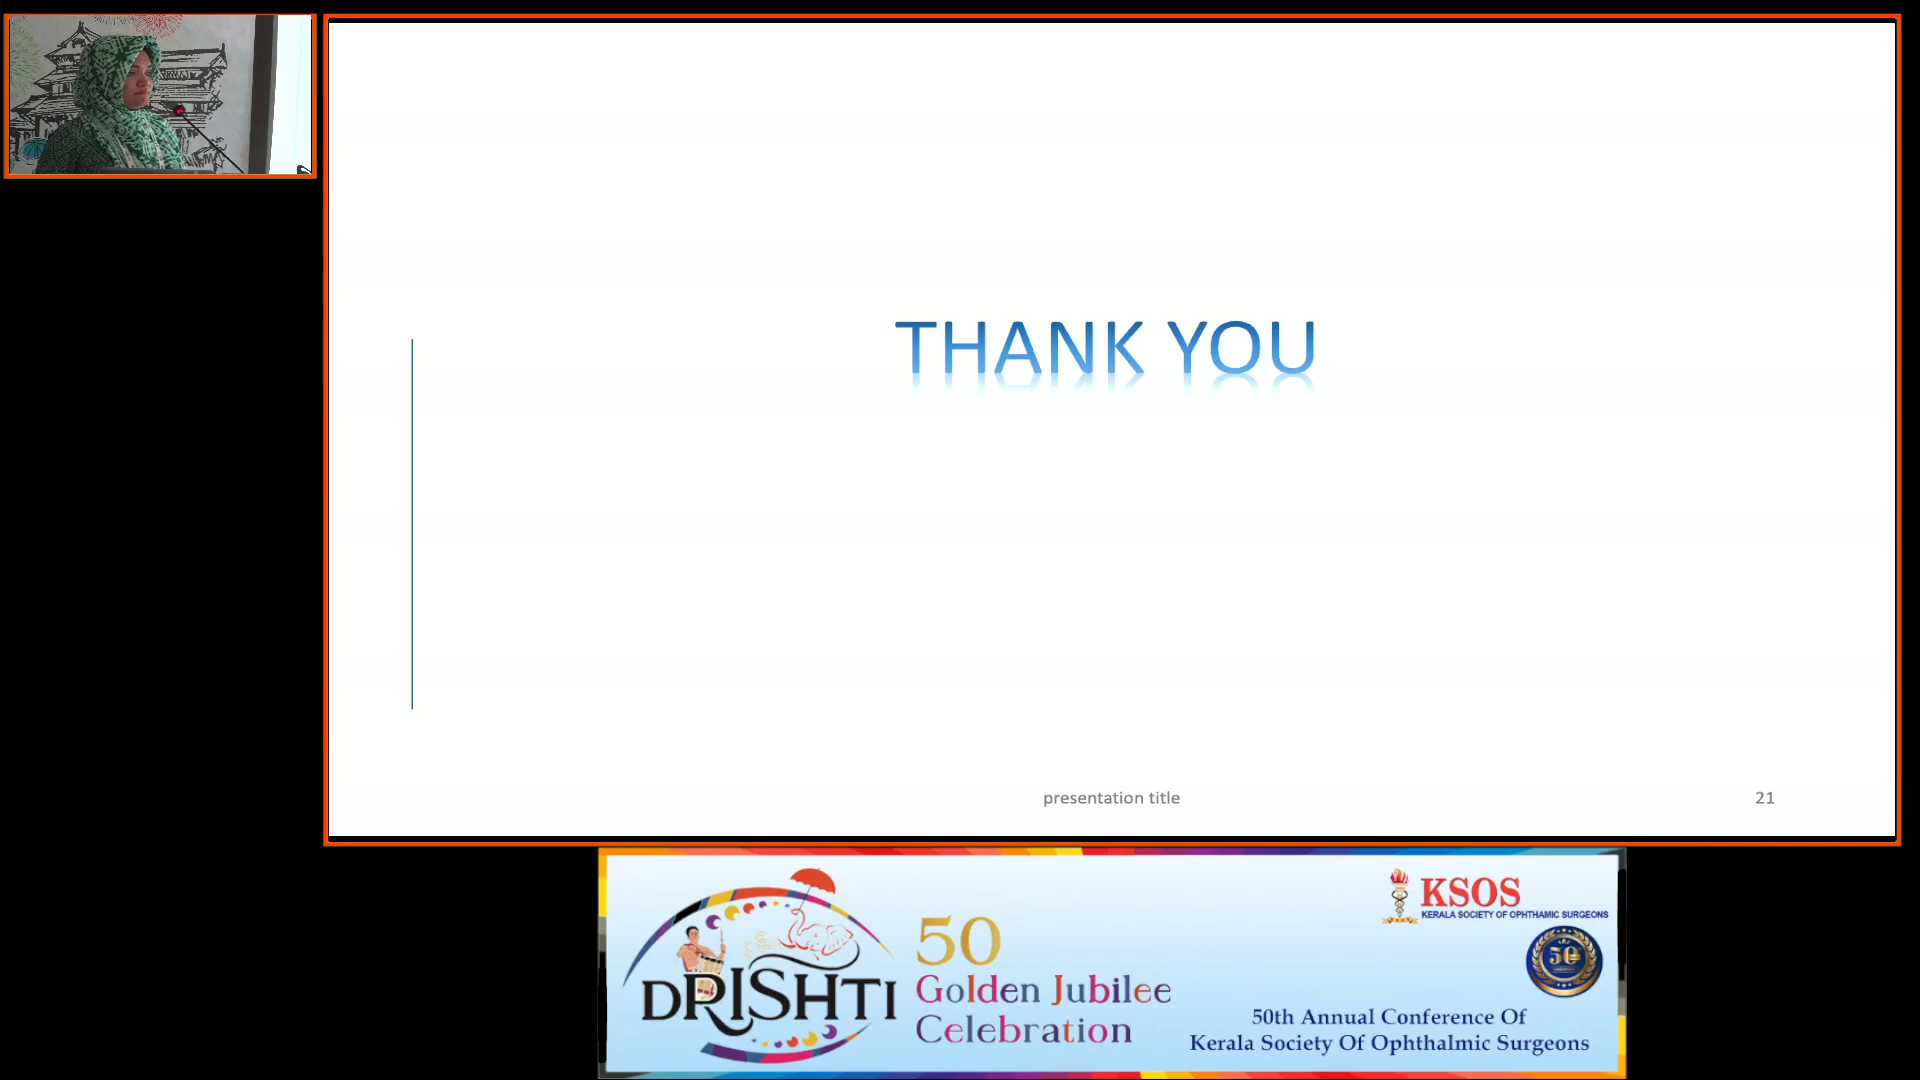 THANK YOU
presentation title
21
DRISHTI
50
Golden Jubilee
Celebration
KSOS
KERALA SOCIETY OF OPHTHAMIC SURGEONS
50
50th Annual Conference Of
Kerala Society Of Ophthalmic Surgeons